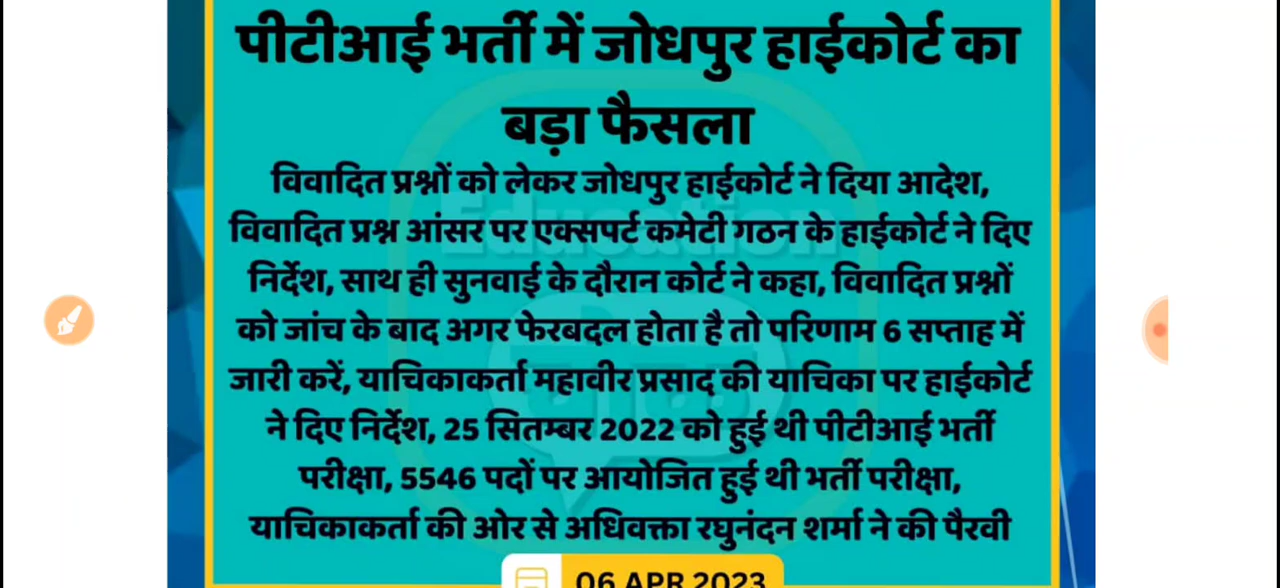 पीटीआई भर्ती में जोधपुर हाईकोर्ट का
बड़ा फैसला
विवादित प्रश्नों को लेकर जोधपुर हाईकोर्ट ने दिया आदेश,
विवादित प्रश्न आंसर पर एक्सपर्ट कमेटी गठन के हाईकोर्ट ने दिए
निर्देश, साथ ही सुनवाई के दौरान कोर्ट ने कहा, विवादित प्रश्नों
को जांच के बाद अगर फेरबदल होता है तो परिणाम 6 सप्ताह में
जारी करें, याचिकाकर्ता महावीर प्रसाद की याचिका पर हाईकोर्ट
ने दिए निर्देश, 25 सितम्बर 2022 को हुई थी पीटीआई भर्ती
परीक्षा, 5546 पदों पर आयोजित हुई थी भर्ती परीक्षा,
याचिकाकर्ता की ओर से अधिवक्ता रघुनंदन शर्मा ने की पैरवी
06 APR 2023
Education